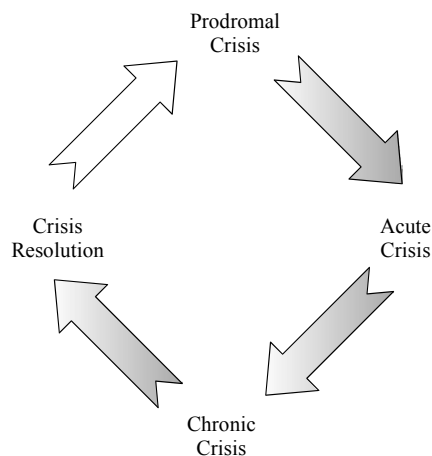 Prodromal
Crisis
Acute
Crisis
Chronic
Crisis
Crisis
Resolution